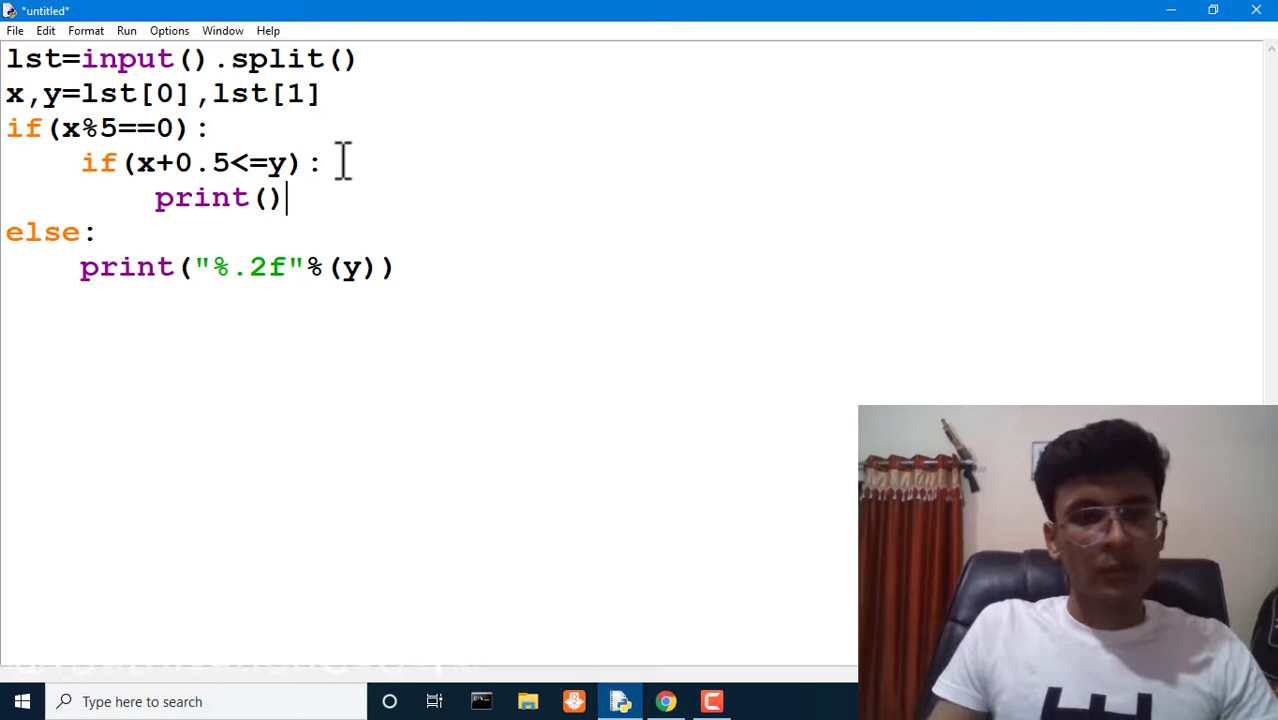 *untitled*
File Edit Format Run Options Window Help
lst=input().split()
x,y=lst[0],lst[1]
if(x%5==0):
    if(x+0.5<=y):
        print()
else:
    print("%.2f"%(y))
Type here to search